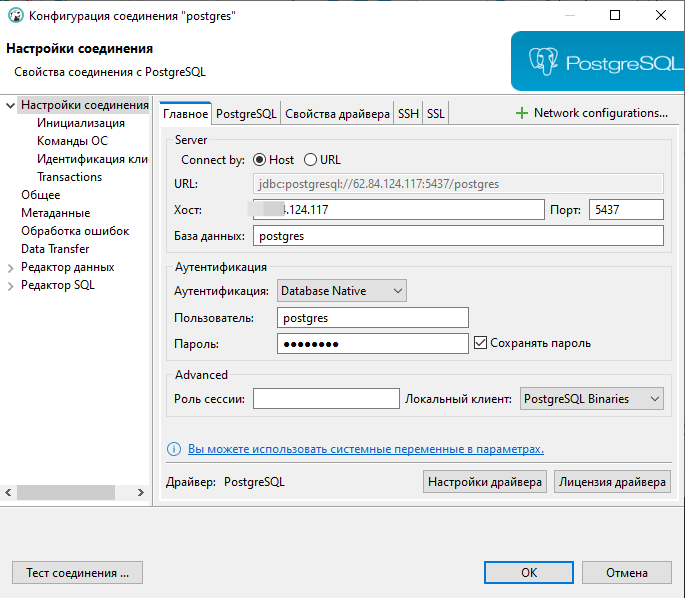 Конфигурация соединения "postgres"
Настройки соединения
Свойства соединения с PostgreSQL
PostgreSQL
Настройки соединения
Инициализация
Команды ОС
Идентификация кли
Transactions
Общее
Метаданные
Обработка ошибок
Data Transfer
Редактор данных
Редактор SQL
Главное PostgreSQL Свойства драйвера SSH SSL Network configurations...
Server
Connect by: Host URL
URL: jdbc:postgresql://62.84.124.117:5437/postgres
Хост: .124.117 Порт: 5437
База данных: postgres
Аутентификация
Аутентификация: Database Native
Пользователь: postgres
Пароль: ●●●●●●●● Сохранять пароль
Advanced
Роль сессии: Локальный клиент: PostgreSQL Binaries
Вы можете использовать системные переменные в параметрах.
Драйвер: PostgreSQL Настройки драйвера Лицензия драйвера
Тест соединения ... ОК Отмена